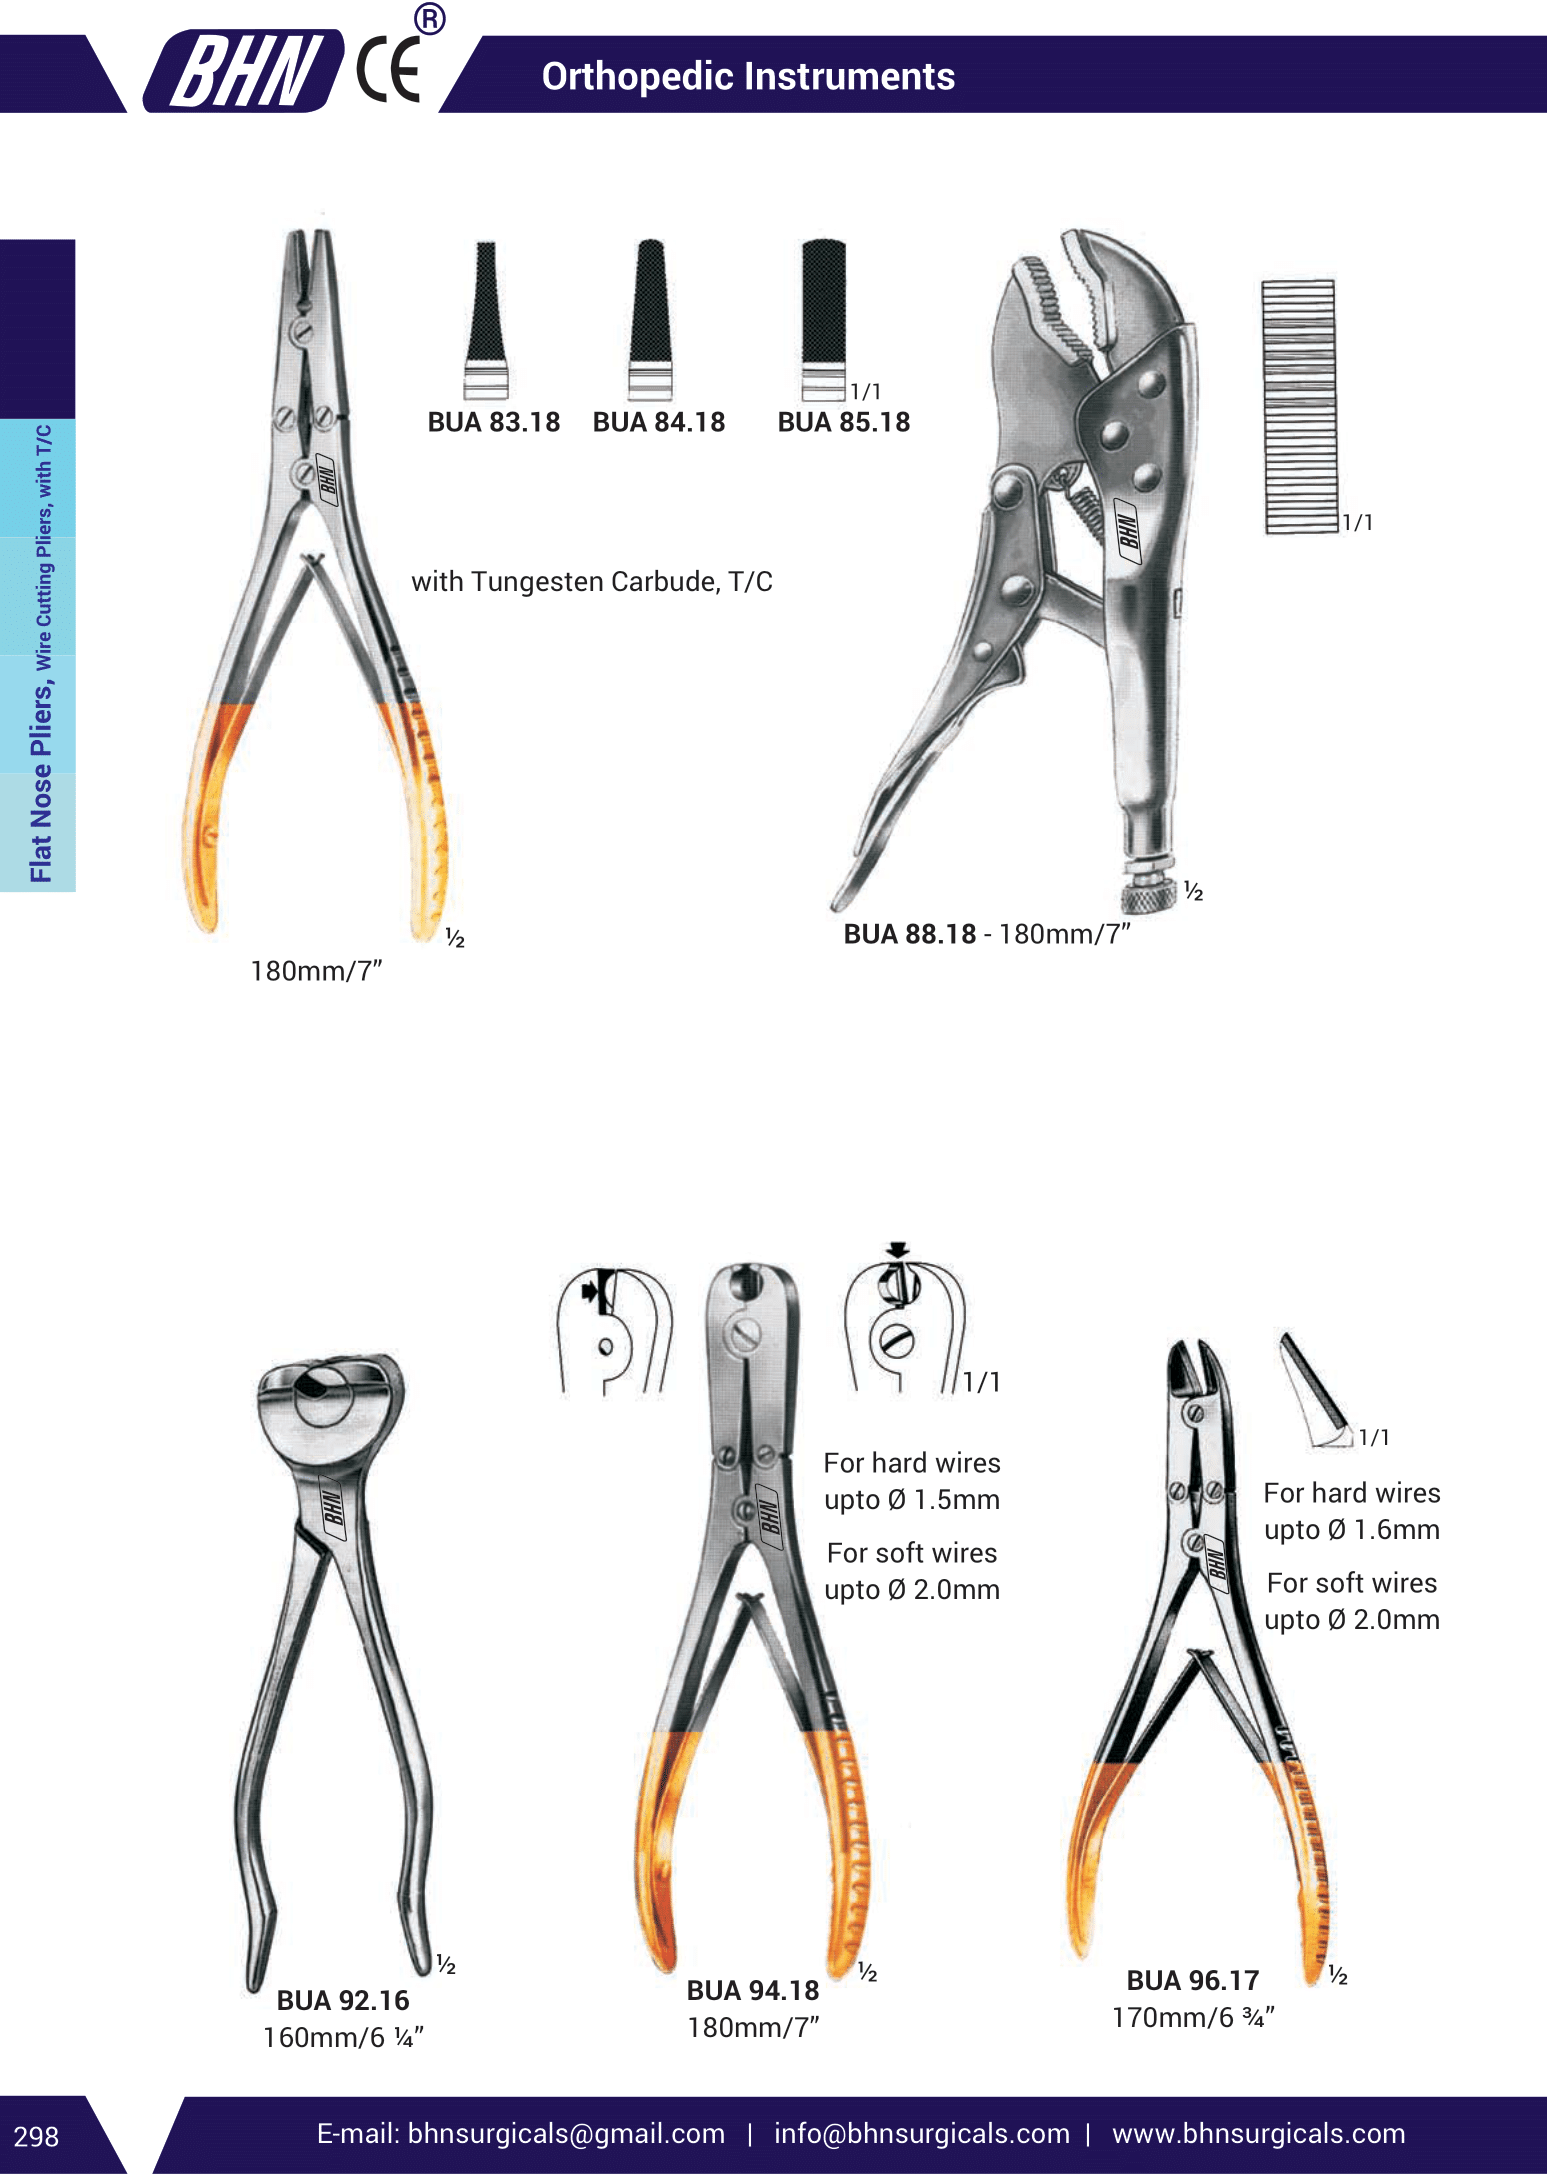 BHN CE ®
Orthopedic Instruments
Flat Nose Pliers, Wire Cutting Pliers, with T/C
1/1
BUA 83.18 BUA 84.18 BUA 85.18
BHN
with Tungesten Carbude, T/C
½
180mm/7”
BHN
1/1
½
BUA 88.18 - 180mm/7”
BHN
½
BUA 92.16
160mm/6 ¼”
1/1
For hard wires
upto Ø 1.5mm
For soft wires
upto Ø 2.0mm
BHN
½
BUA 94.18
180mm/7”
1/1
For hard wires
upto Ø 1.6mm
For soft wires
upto Ø 2.0mm
BHN
½
BUA 96.17
170mm/6 ¾”
298
E-mail: bhnsurgicals@gmail.com | info@bhnsurgicals.com | www.bhnsurgicals.com